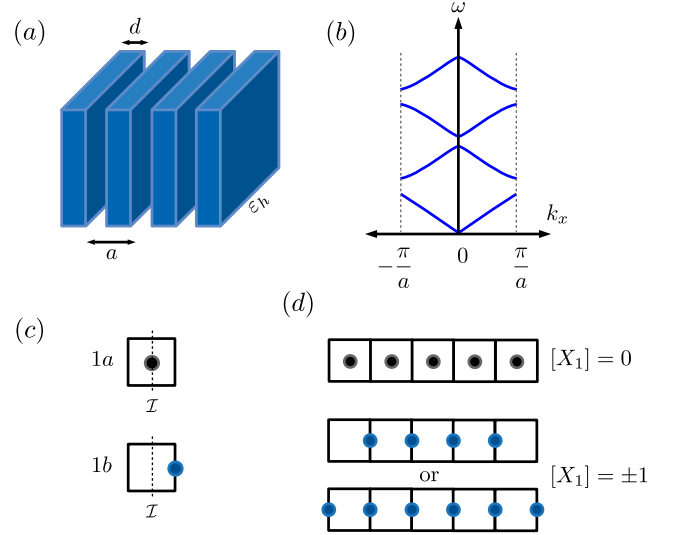 (a)
d
a
εh
(b)
ω
kx
−π/a
0
π/a
(c)
1a
I
1b
I
(d)
[X1] = 0
or
[X1] = ±1